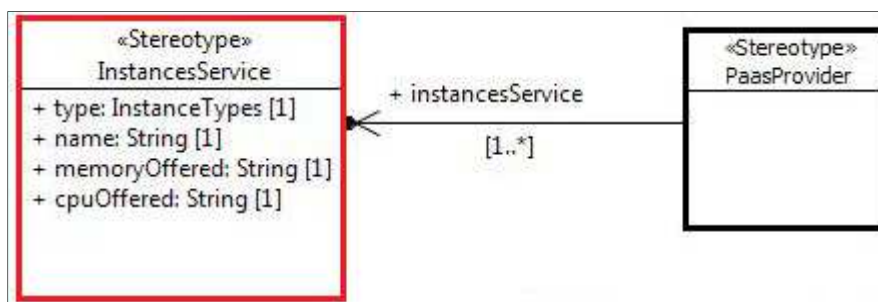 «Stereotype»
InstancesService
+ type: InstanceTypes [1]
+ name: String [1]
+ memoryOffered: String [1]
+ cpuOffered: String [1]
+ instancesService
[1..*]
«Stereotype»
PaasProvider